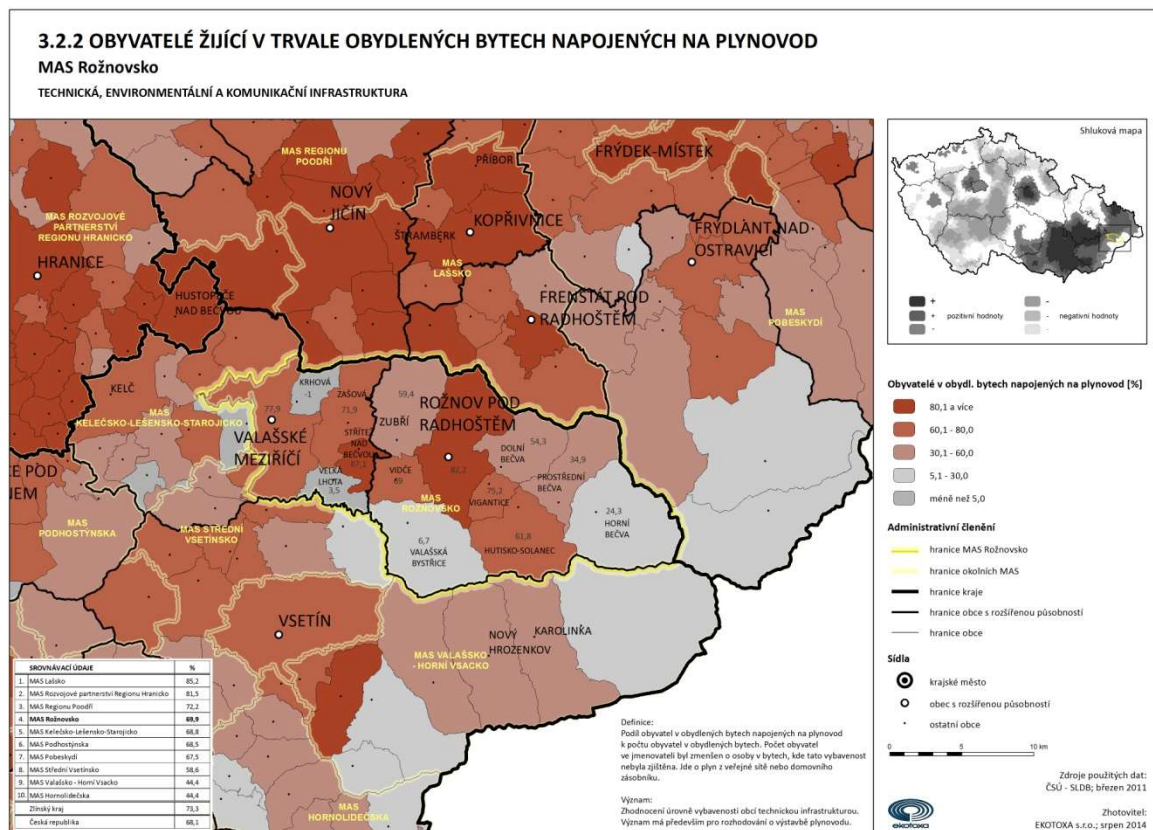 3.2.2 OBYVATELÉ ŽIJÍCÍ V TRVALE OBYDLENÝCH BYTECH NAPOJENÝCH NA PLYNOVOD
MAS Rožnovsko
TECHNICKÁ, ENVIRONMENTÁLNÍ A KOMUNIKAČNÍ INFRASTRUKTURA
MAS REGIONU
POODŘÍ
PŘÍBOR
FRÝDEK-MÍSTEK
NOVÝ
JIČÍN
MAS ROZVOJOVÉ
PARTNERSTVÍ
REGIONU HRANICKO
KOPŘIVNICE
ŠTRAMBERK
FRÝDLANT NAD
OSTRAVICÍ
HRANICE
MAS
LAŠSKO
HUSTOPEČE
NAD BEČVOU
FRENŠTÁT POD
RADHOŠTĚM
MAS
POBESKYDÍ
KELČ
KRHOVÁ
-1
ZAŠOVÁ
71,9
59,4
ROŽNOV POD
RADHOŠTĚM
MAS
KELEČSKO-LEŠENSKO-STAROJICKO
77,9
ZUBŘÍ
VALAŠSKÉ
MEZIŘÍČÍ
STŘÍTEŽ
NAD
BEČVOU
87,1
54,3
DOLNÍ
BEČVA
34,9
PROSTŘEDNÍ
BEČVA
82,2
VELKÁ
LHOTA
3,5
VIDČE
69
MAS
ROŽNOVSKO
75,2
VIGANTICE
CE POD
NEM
MAS
PODHOSTÝNSKA
MAS STŘEDNÍ
VSETÍNSKO
24,3
HORNÍ
BEČVA
6,7
VALAŠSKÁ
BYSTŘICE
61,8
HUTISKO-SOLANEC
VSETÍN
NOVÝ
HROZENKOV
KAROLINKA
MAS VALAŠSKO
- HORNÍ VSACKO
MAS
HORNOLIDEČSKA
SROVNÁVACÍ ÚDAJE %
1. MAS Lašsko 85,2
2. MAS Rozvojové partnerství Regionu Hranicko 81,5
3. MAS Regionu Poodří 72,2
4. MAS Rožnovsko 69,9
5. MAS Kelečsko-Lešensko-Starojicko 68,8
6. MAS Podhostýnska 68,5
7. MAS Pobeskydí 67,5
8. MAS Střední Vsetínsko 58,6
9. MAS Valašsko - Horní Vsacko 44,4
10. MAS Hornolidečska 44,4
Zlínský kraj 73,3
Česká republika 68,1
Definice:
Podíl obyvatel v obydlených bytech napojených na plynovod
k počtu obyvatel v obydlených bytech. Počet obyvatel
ve jmenovateli byl zmenšen o osoby v bytech, kde tato vybavenost
nebyla zjištěna. Jde o plyn z veřejné sítě nebo domovního
zásobníku.
Význam:
Zhodnocení úrovně vybavenosti obcí technickou infrastrukturou.
Význam má především pro rozhodování o výstavbě plynovodu.
Shluková mapa
+ -
+ pozitivní hodnoty - negativní hodnoty
- -
Obyvatelé v obydl. bytech napojených na plynovod [%]
80,1 a více
60,1 - 80,0
30,1 - 60,0
5,1 - 30,0
méně než 5,0
Administrativní členění
hranice MAS Rožnovsko
hranice okolních MAS
hranice kraje
hranice obce s rozšířenou působností
hranice obce
Sídla
krajské město
obec s rozšířenou působností
ostatní obce
0 5 10 km
Zdroje použitých dat:
ČSÚ - SLDB; březen 2011
Zhotovitel:
EKOTOXA s.r.o.; srpen 2014
ekotoxa